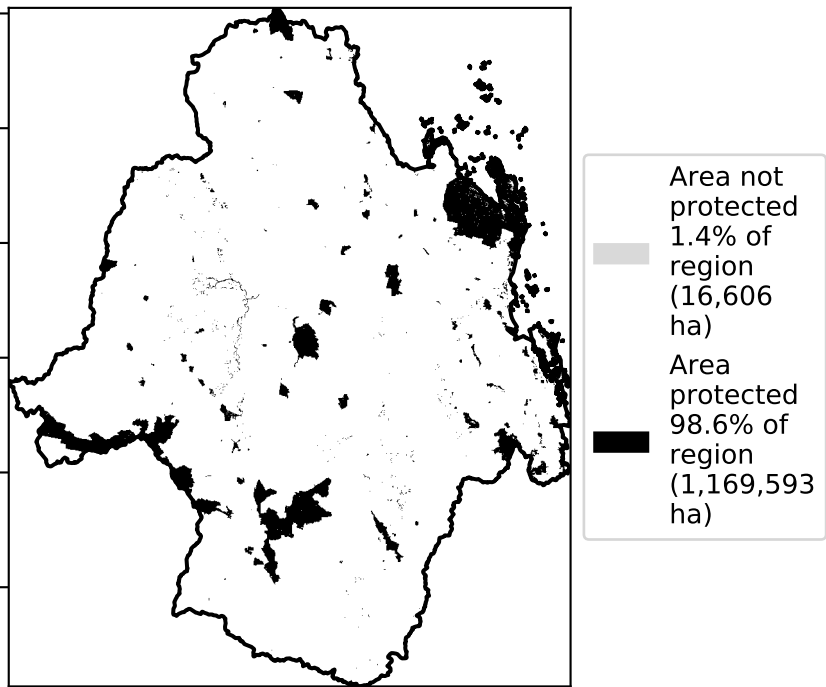 Area not
protected
1.4% of
region
(16,606
ha)
Area
protected
98.6% of
region
(1,169,593
ha)